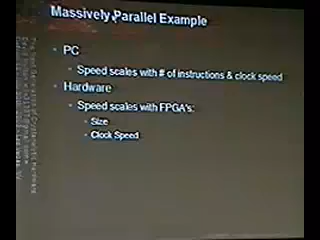 Massively Parallel Example
PC
Speed scales with # of instructions & clock speed
Hardware
Speed scales with FPGA's:
Size
Clock Speed